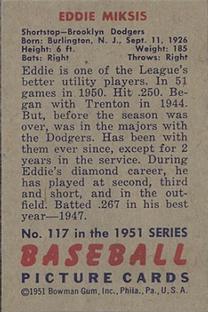 EDDIE MIKSIS
Shortstop—Brooklyn Dodgers
Born: Burlington, N. J., Sept. 11, 1926
Height: 6 ft. Weight: 185
Bats: Right Throws: Right
Eddie is one of the League's
better utility players. In 51
games in 1950. Hit .250. Be-
gan with Trenton in 1944.
But, before the season was
over, was in the majors with
the Dodgers. Has been with
them ever since, except for 2
years in the service. During
Eddie's diamond career, he
has played at second, third
and short, and in the out-
field. Batted .267 in his best
year—1947.
No. 117 in the 1951 SERIES
BASEBALL
PICTURE CARDS
©1951 Bowman Gum, Inc., Phila., Pa., U. S. A.